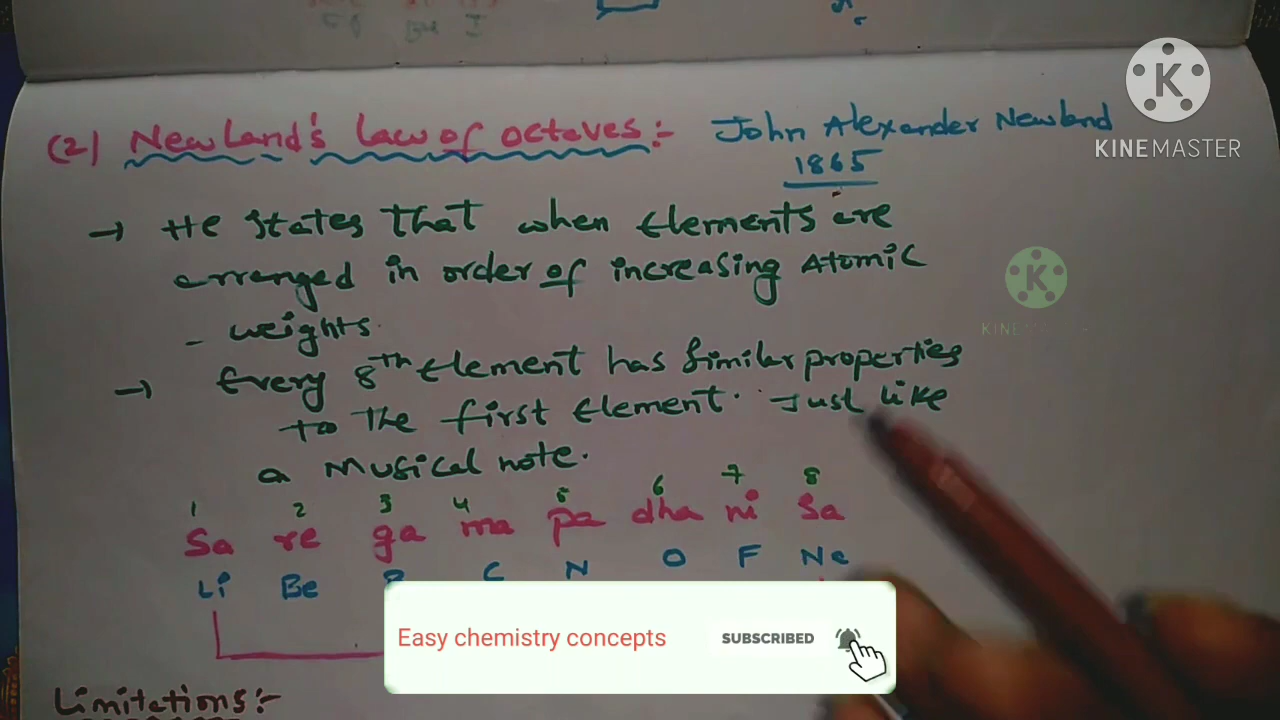 (2) Newland's law of octaves:- John Alexander Newland
1865
→ He states that when Elements are
arranged in order of increasing Atomic
- weights.
→ Every 8th Element has similar properties
to the first Element. Just like
a Musical note.
1 2 3 4 5 6 7 8
Sa re ga ma pa dha ni Sa
Li Be B C N O F Na
Limitations:-
K
KINEMASTER
K
KINEMASTER
Easy chemistry concepts SUBSCRIBED